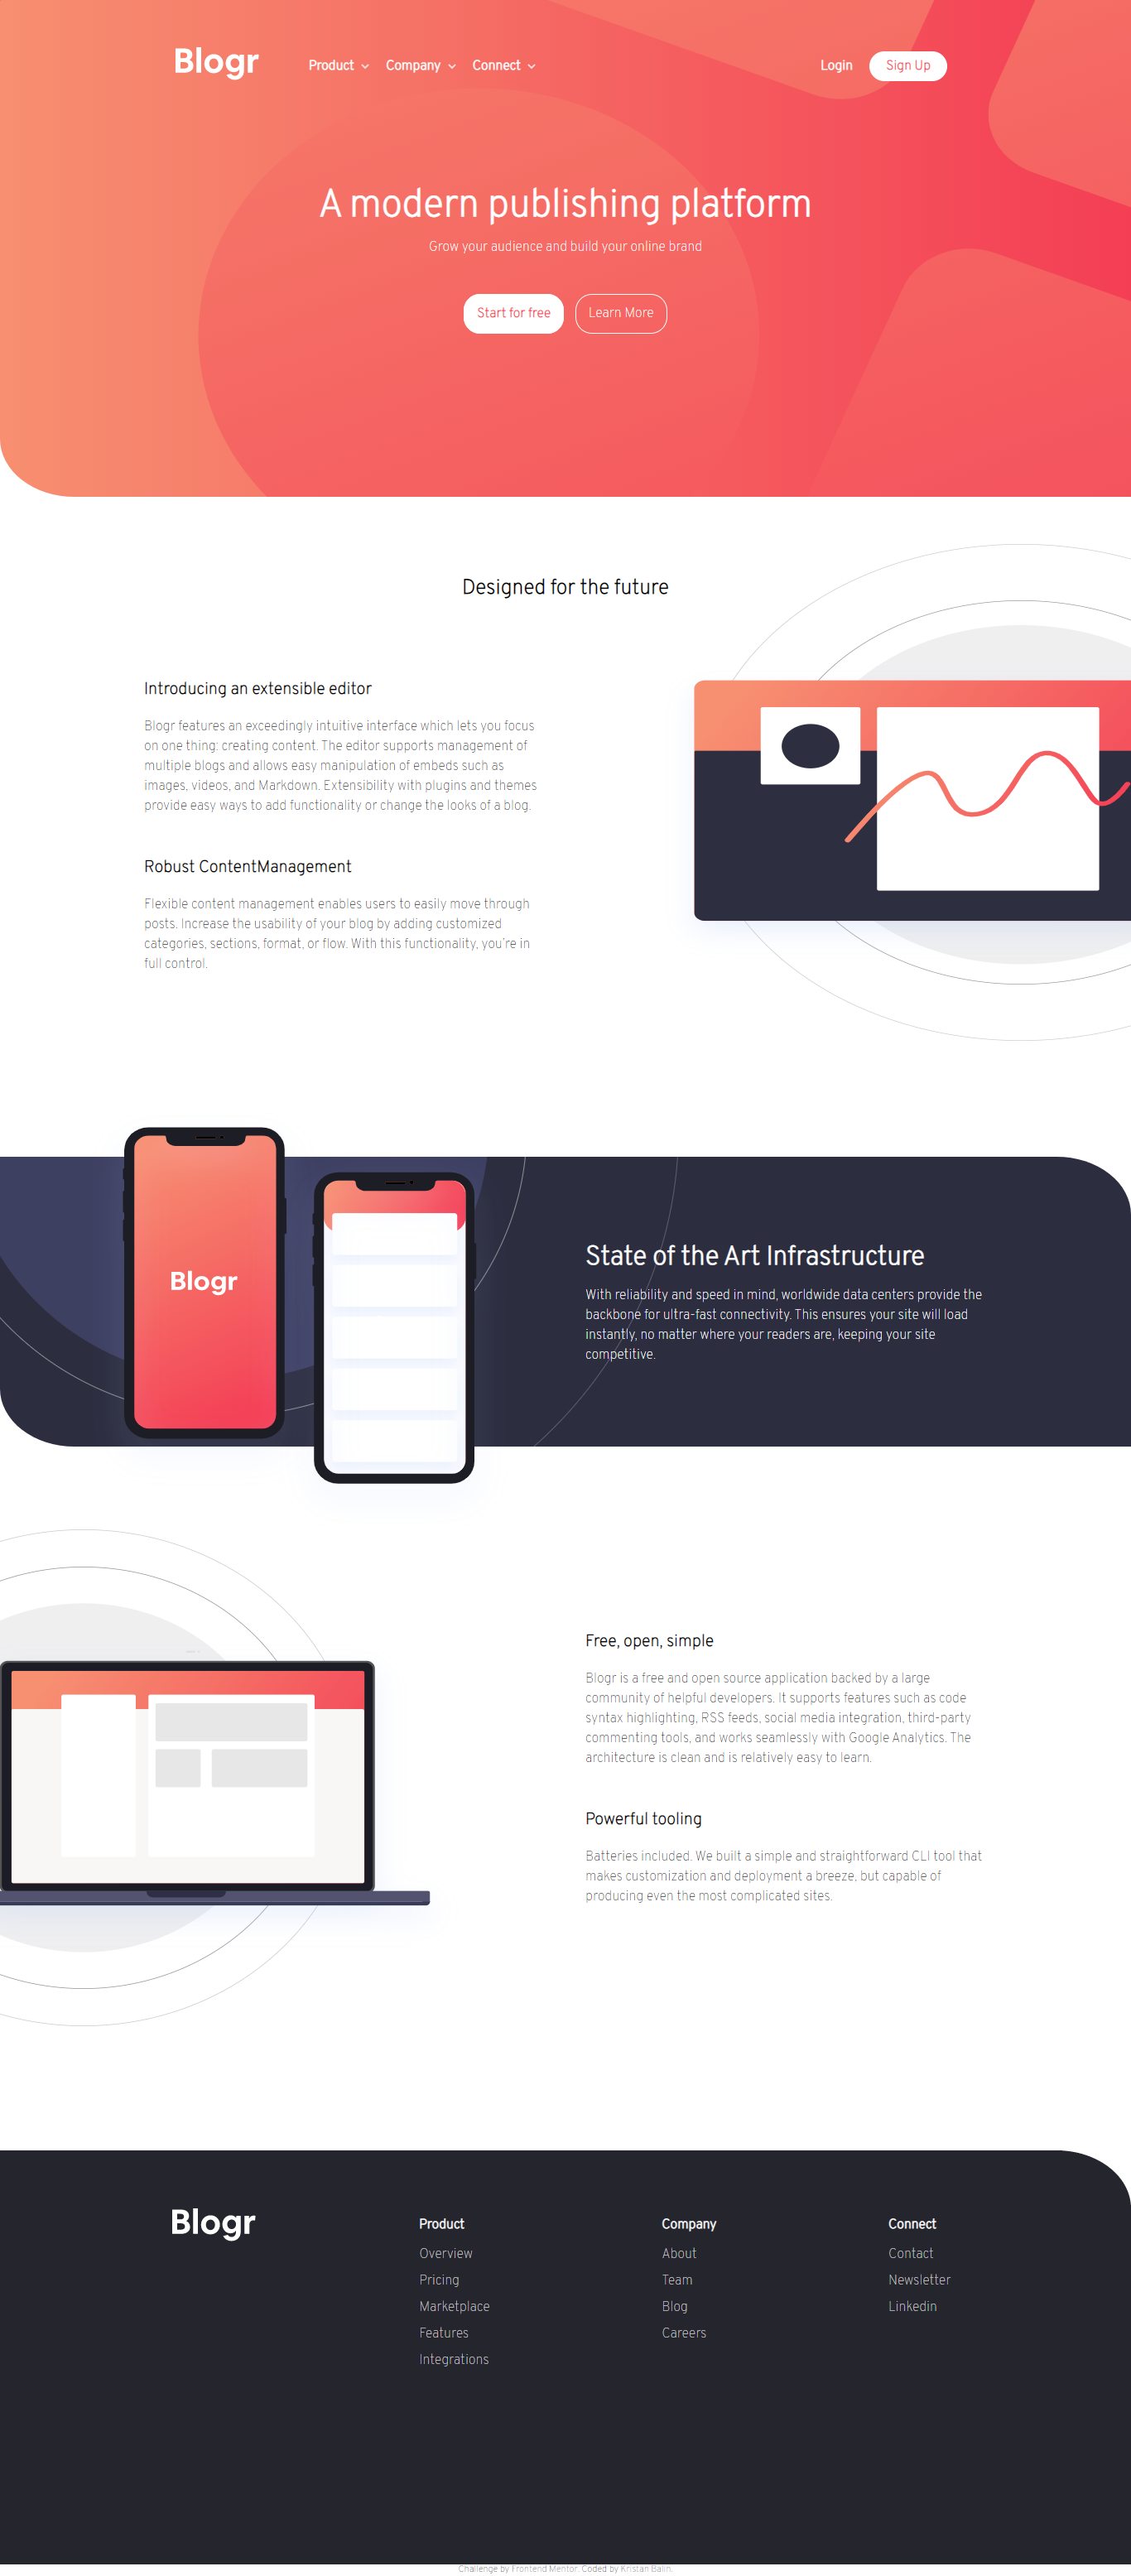 Blogr
Product
Company
Connect
Login
Sign Up
A modern publishing platform
Grow your audience and build your online brand
Start for free
Learn More
Designed for the future
Introducing an extensible editor
Blogr features an exceedingly intuitive interface which lets you focus
on one thing: creating content. The editor supports management of
multiple blogs and allows easy manipulation of embeds such as
images, videos, and Markdown. Extensibility with plugins and themes
provide easy ways to add functionality or change the looks of a blog.
Robust ContentManagement
Flexible content management enables users to easily move through
posts. Increase the usability of your blog by adding customized
categories, sections, format, or flow. With this functionality, you're in
full control.
Blogr
State of the Art Infrastructure
With reliability and speed in mind, worldwide data centers provide the
backbone for ultra-fast connectivity. This ensures your site will load
instantly, no matter where your readers are, keeping your site
competitive.
Free, open, simple
Blogr is a free and open source application backed by a large
community of helpful developers. It supports features such as code
syntax highlighting, RSS feeds, social media integration, third-party
commenting tools, and works seamlessly with Google Analytics. The
architecture is clean and is relatively easy to learn.
Powerful tooling
Batteries included. We built a simple and straightforward CLI tool that
makes customization and deployment a breeze, but capable of
producing even the most complicated sites.
Blogr
Product
Overview
Pricing
Marketplace
Features
Integrations
Company
About
Team
Blog
Careers
Connect
Contact
Newsletter
Linkedin
Challenge by Frontend Mentor. Coded by Kristan Balin.